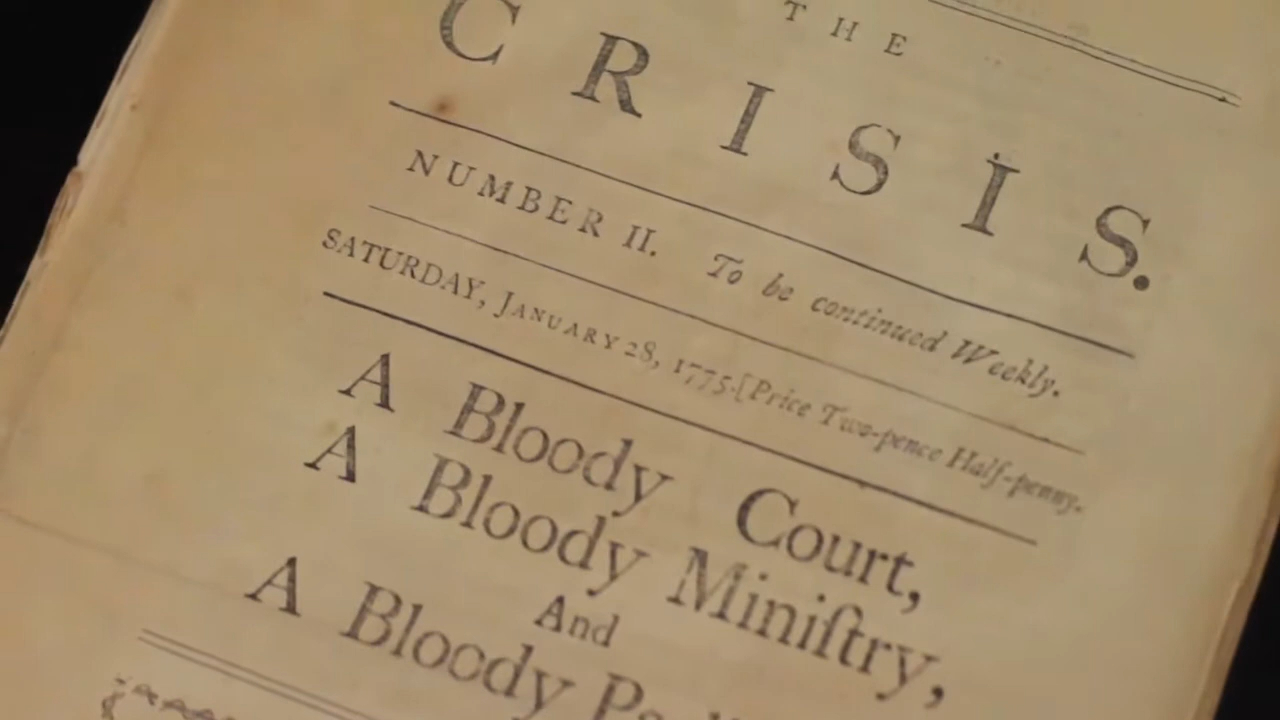 THE
CRISIS.
NUMBER II. To be continued Weekly.
SATURDAY, JANUARY 28, 1775. [Price Two-pence Half-penny.
A Bloody Court,
A Bloody Miniſtry,
And
A Bloody